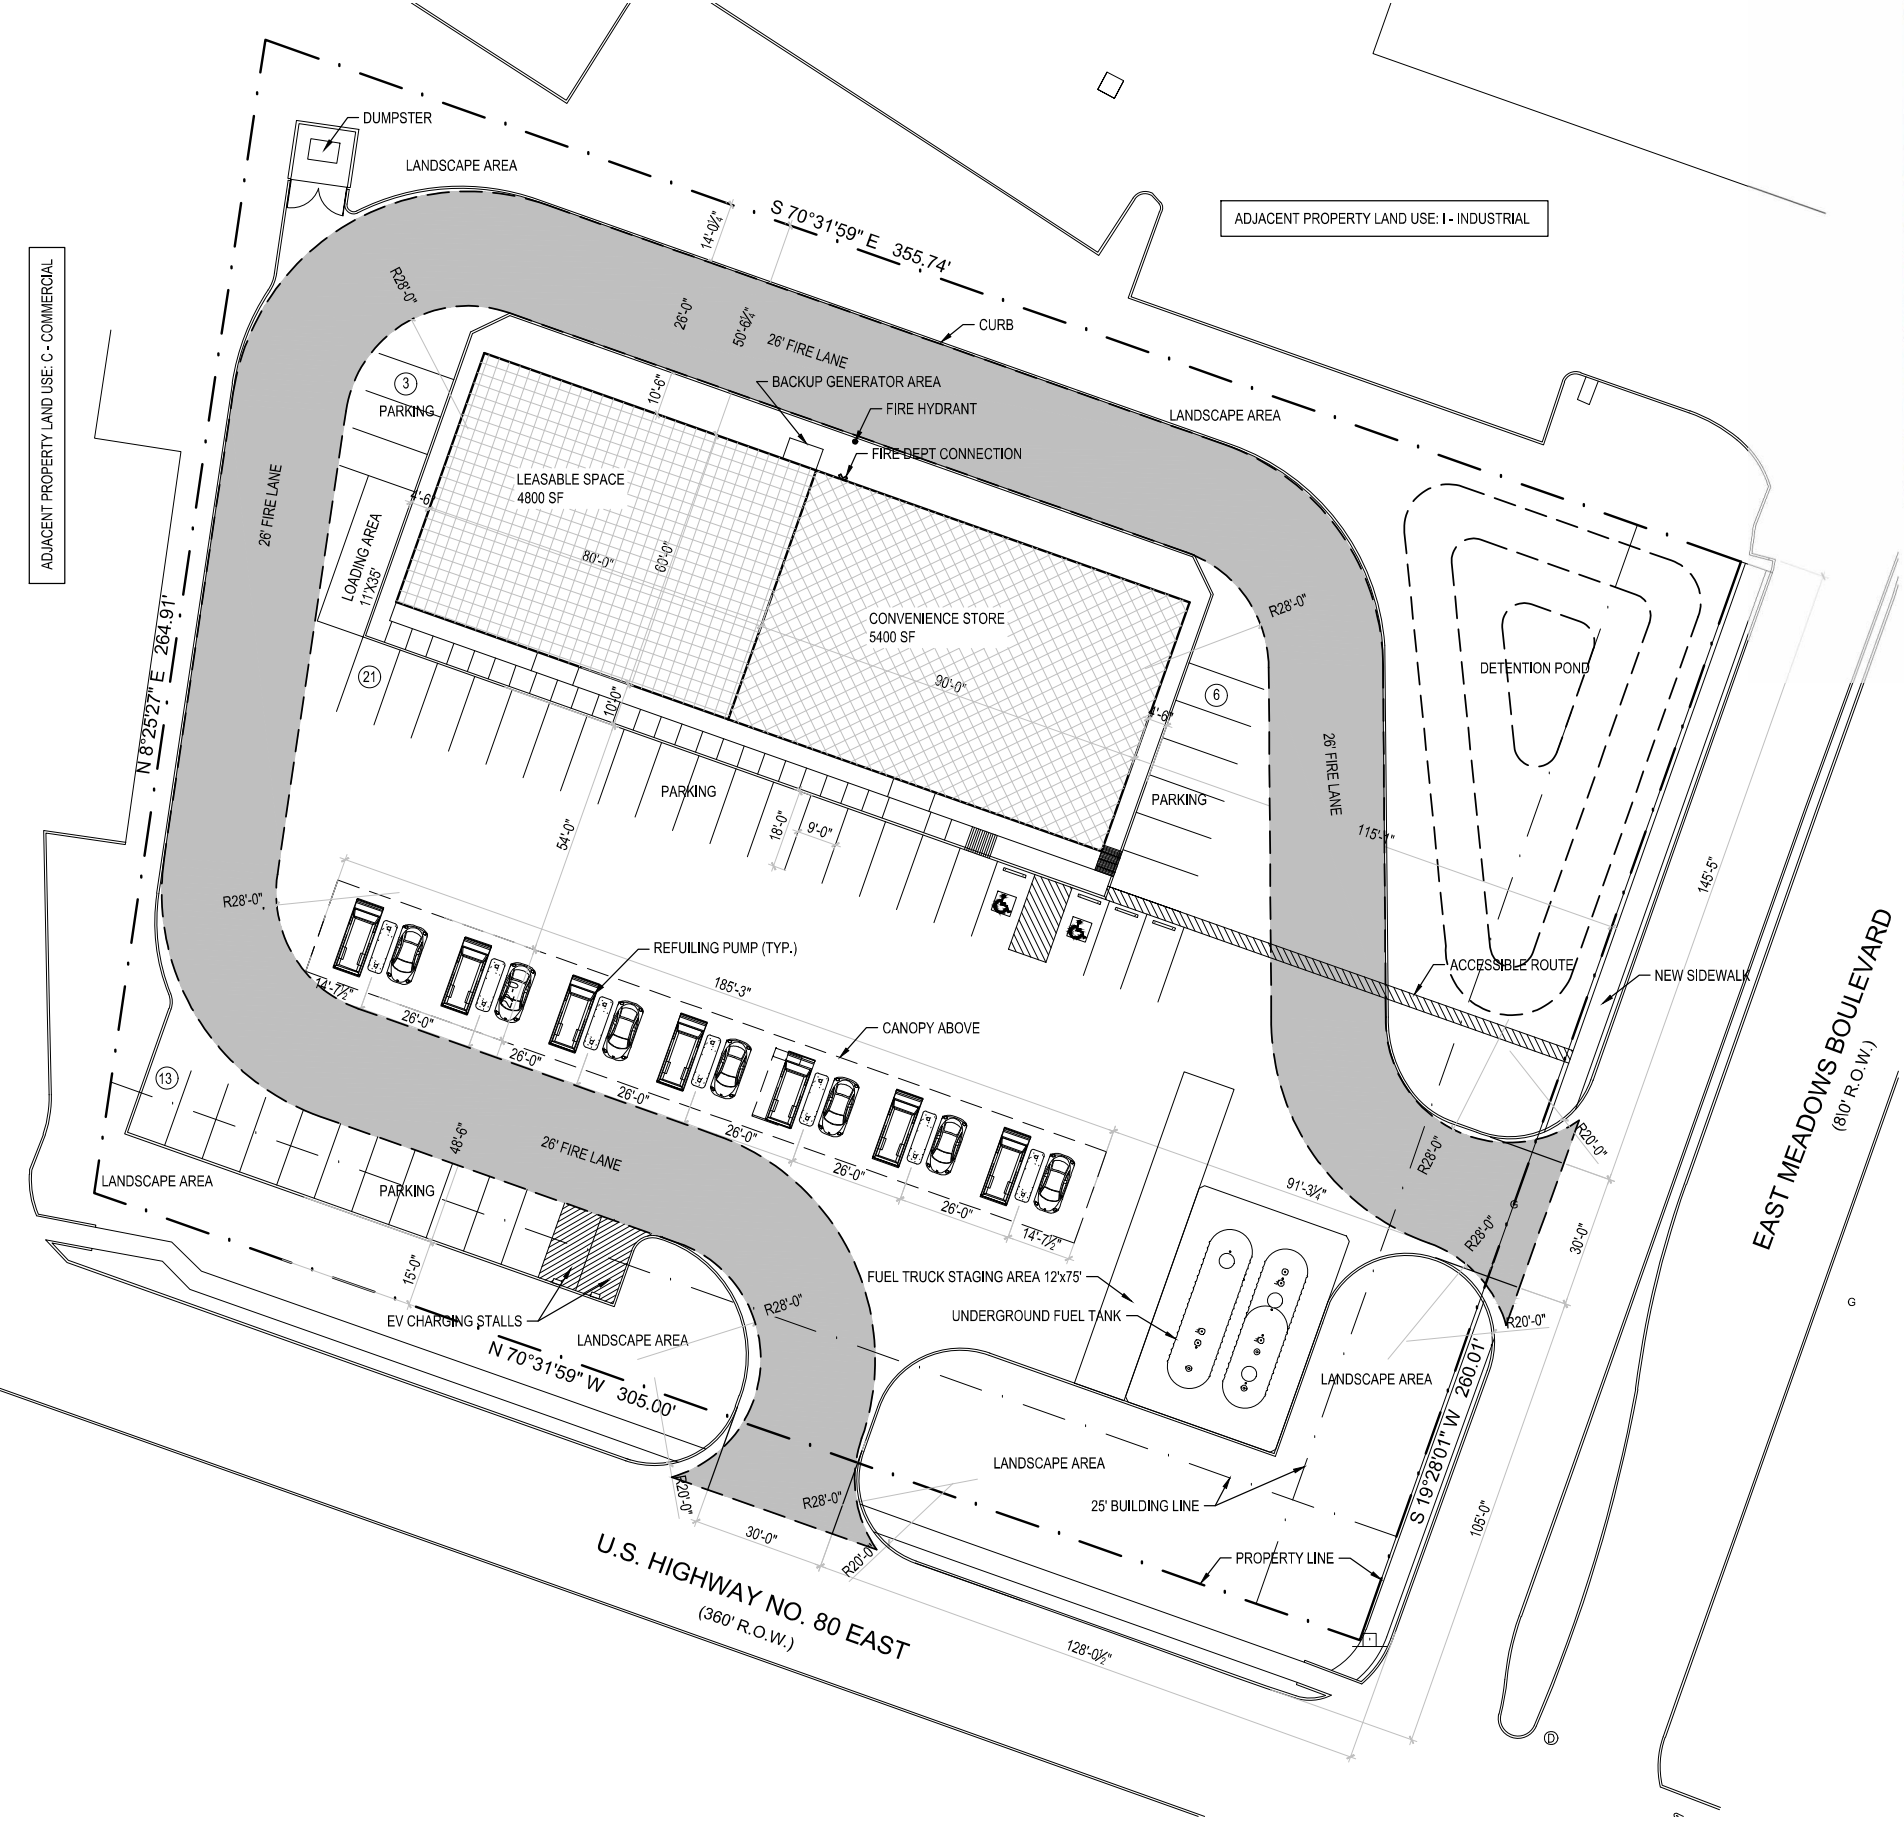 DUMPSTER
LANDSCAPE AREA
14'-0¼"
S 70°31'59" E 355.74'
ADJACENT PROPERTY LAND USE: I - INDUSTRIAL
ADJACENT PROPERTY LAND USE: C - COMMERCIAL
R28'-0"
26'-0"
50'-6¼"
26' FIRE LANE
CURB
3
PARKING
10'-6"
BACKUP GENERATOR AREA
FIRE HYDRANT
LANDSCAPE AREA
FIRE DEPT CONNECTION
LEASABLE SPACE
4800 SF
4'-6"
26' FIRE LANE
LOADING AREA
11'X35'
80'-0"
60'-0"
R28'-0"
CONVENIENCE STORE
5400 SF
N 8°25'27" E 264.91'
21
10'-0"
90'-0"
6
4'-6"
DETENTION POND
PARKING
PARKING
26' FIRE LANE
54'-0"
18'-0"
9'-0"
115'-1"
145'-5"
R28'-0"
REFUILING PUMP (TYP.)
185'-3"
ACCESSIBLE ROUTE
NEW SIDEWALK
EAST MEADOWS BOULEVARD
(80' R.O.W.)
14'-7½"
22'-0"
26'-0"
26'-0"
26'-0"
26'-0"
26'-0"
26'-0"
14'-7½"
CANOPY ABOVE
13
48'-6"
26' FIRE LANE
R28'-0"
R20'-0"
LANDSCAPE AREA
PARKING
91'-3¼"
G
R28'-0"
30'-0"
15'-0"
FUEL TRUCK STAGING AREA 12'x75'
UNDERGROUND FUEL TANK
R28'-0"
R20'-0"
G
EV CHARGING STALLS
LANDSCAPE AREA
N 70°31'59" W 305.00'
LANDSCAPE AREA
S 19°28'01" W 260.01'
LANDSCAPE AREA
R20'-0"
R28'-0"
25' BUILDING LINE
105'-0"
30'-0"
R20'-0"
PROPERTY LINE
U.S. HIGHWAY NO. 80 EAST
(360' R.O.W.)
128'-0½"
D